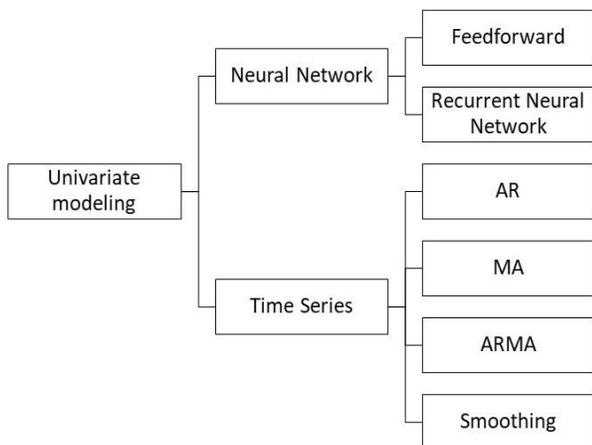 Feedforward
Neural Network
Recurrent Neural
Network
Univariate
modeling
AR
MA
Time Series
ARMA
Smoothing